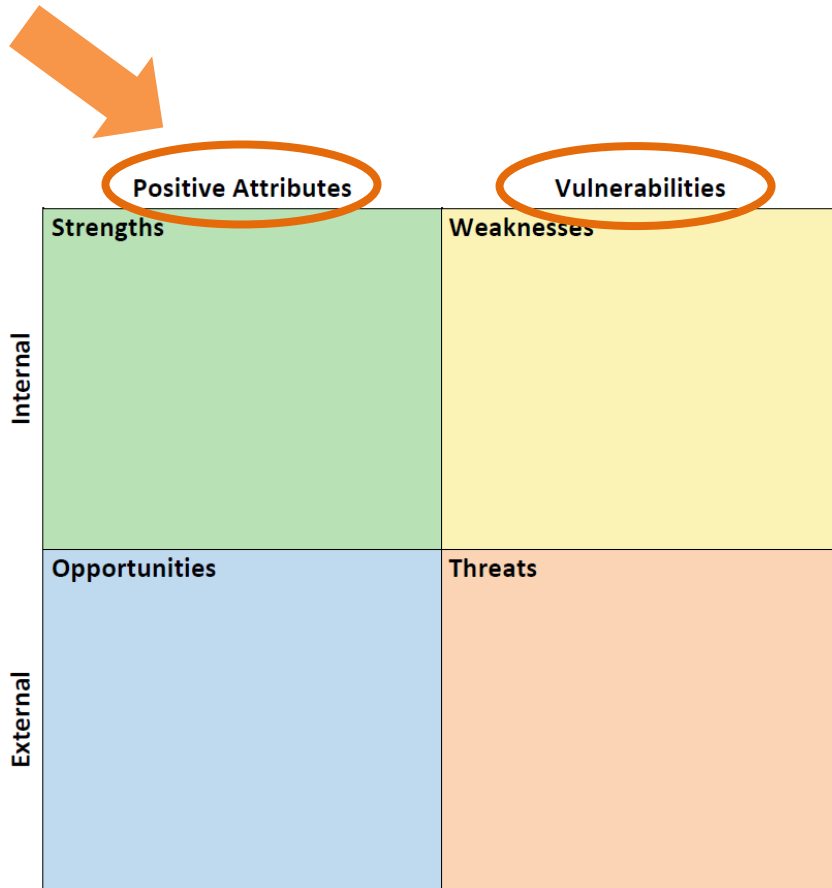 Positive Attributes
Vulnerabilities
Strengths
Weaknesses
Internal
Opportunities
Threats
External